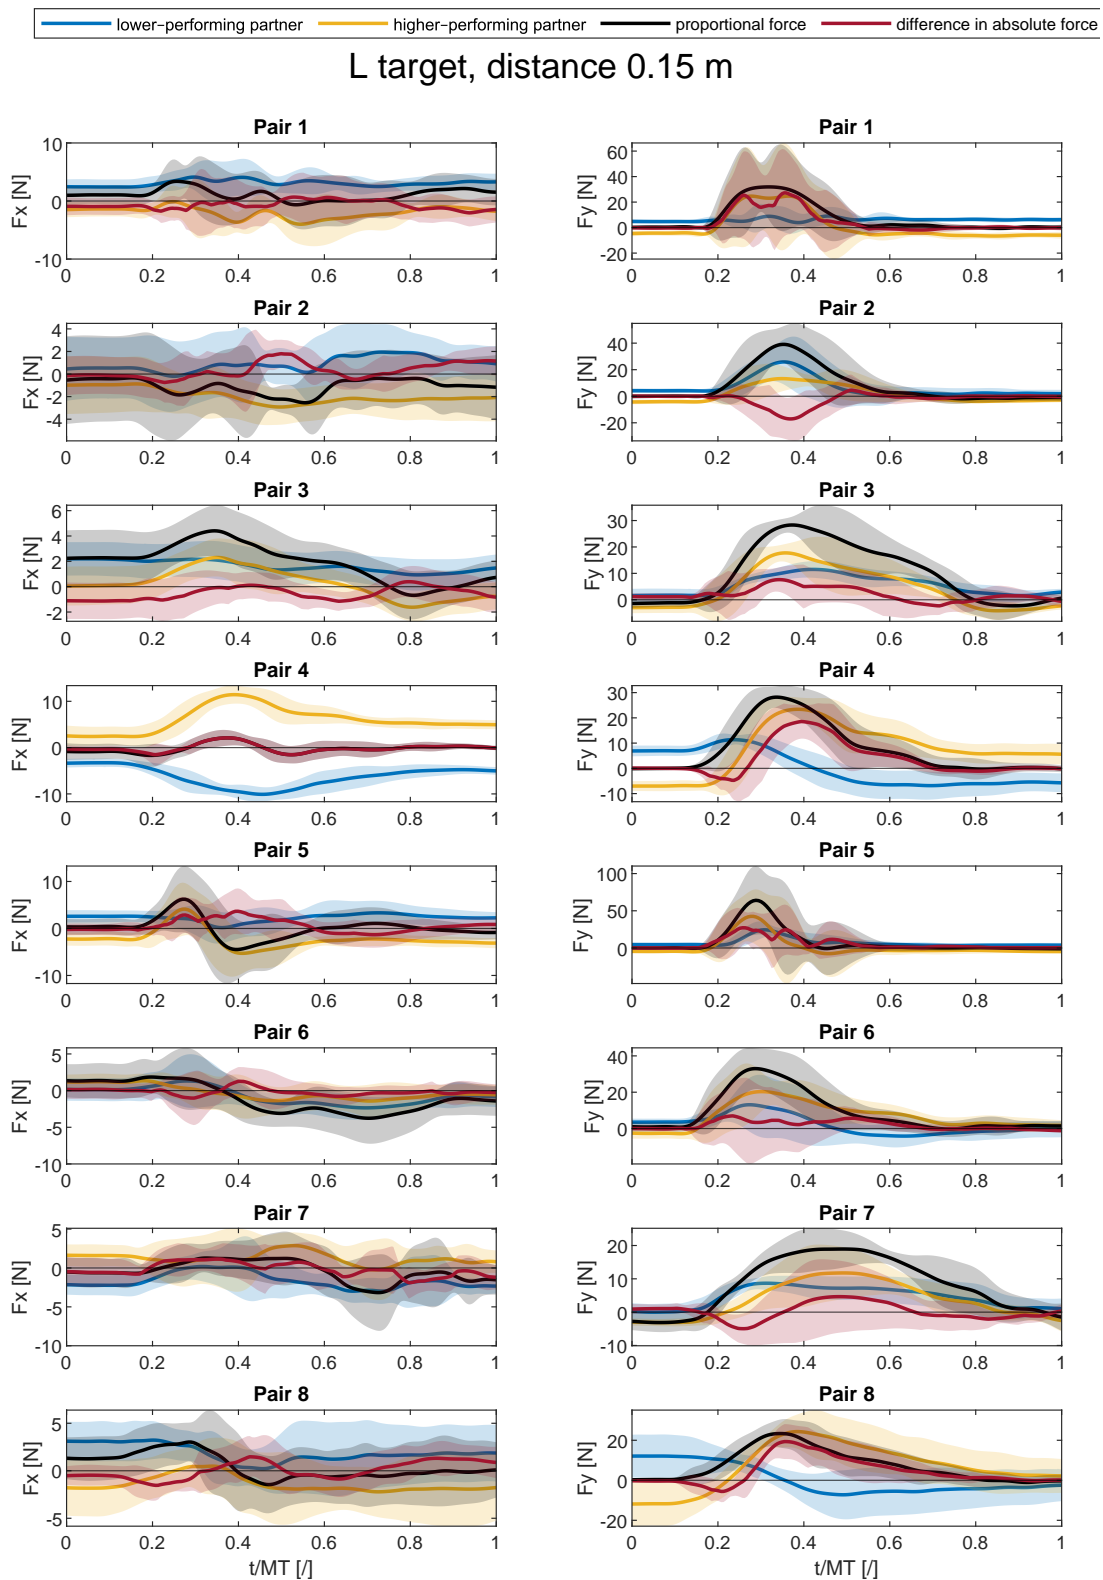 lower−performing partner higher−performing partner proportional force difference in absolute force
L target, distance 0.15 m
Pair 1
Fx [N]
10
0
-10
0 0.2 0.4 0.6 0.8 1
Pair 1
Fy [N]
60
40
20
0
-20
0 0.2 0.4 0.6 0.8 1
Pair 2
Fx [N]
4
2
0
-2
-4
0 0.2 0.4 0.6 0.8 1
Pair 2
Fy [N]
40
20
0
-20
0 0.2 0.4 0.6 0.8 1
Pair 3
Fx [N]
6
4
2
0
-2
0 0.2 0.4 0.6 0.8 1
Pair 3
Fy [N]
30
20
10
0
0 0.2 0.4 0.6 0.8 1
Pair 4
Fx [N]
10
0
-10
0 0.2 0.4 0.6 0.8 1
Pair 4
Fy [N]
30
20
10
0
-10
0 0.2 0.4 0.6 0.8 1
Pair 5
Fx [N]
10
0
-10
0 0.2 0.4 0.6 0.8 1
Pair 5
Fy [N]
100
50
0
0 0.2 0.4 0.6 0.8 1
Pair 6
Fx [N]
5
0
-5
-10
0 0.2 0.4 0.6 0.8 1
Pair 6
Fy [N]
40
20
0
-20
0 0.2 0.4 0.6 0.8 1
Pair 7
Fx [N]
5
0
-5
-10
0 0.2 0.4 0.6 0.8 1
Pair 7
Fy [N]
20
10
0
-10
0 0.2 0.4 0.6 0.8 1
Pair 8
Fx [N]
5
0
-5
0 0.2 0.4 0.6 0.8 1
t/MT [/]
Pair 8
Fy [N]
20
0
-20
0 0.2 0.4 0.6 0.8 1
t/MT [/]